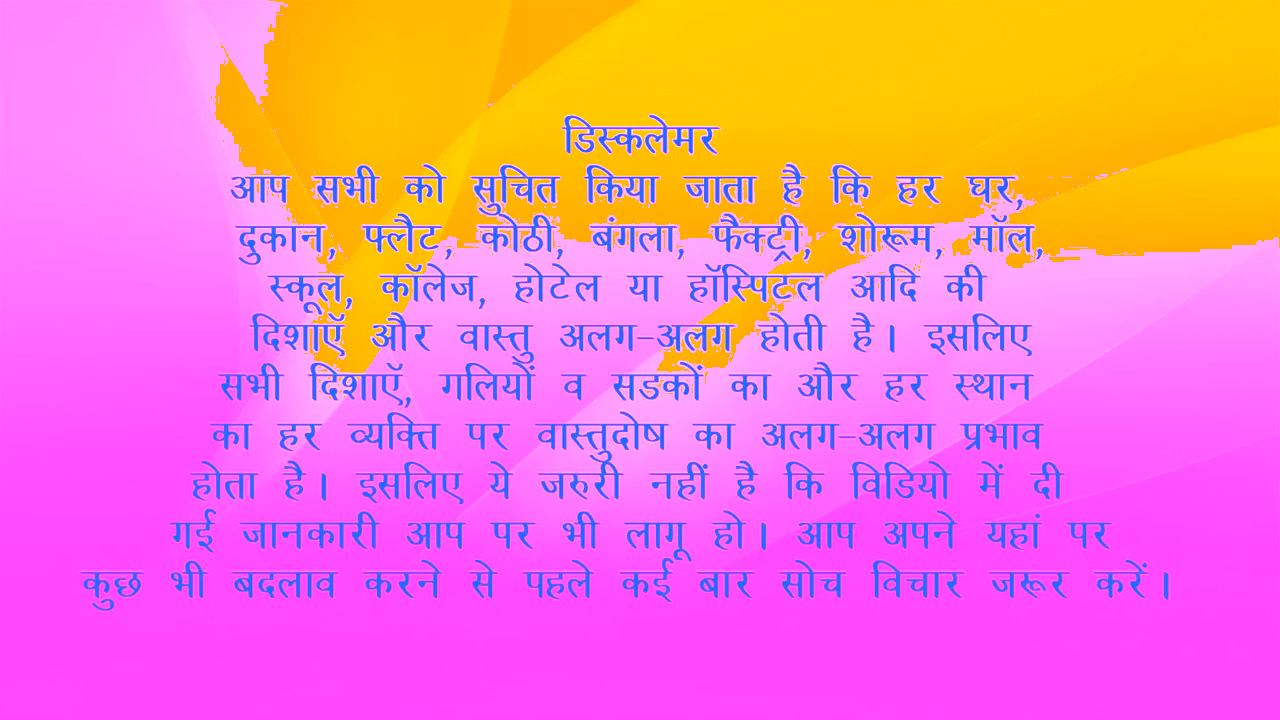 डिस्कलेमर
आप सभी को सुचित किया जाता है कि हर घर,
दुकान, फ्लैट, कोठी, बंगला, फैक्ट्री, शोरूम, मॉल,
स्कूल, कॉलेज, होटेल या हॉस्पिटल आदि की
दिशाऍ और वास्तु अलग-अलग होती है। इसलिए
सभी दिशाऍ, गलियों व सडकों का और हर स्थान
का हर व्यक्ति पर वास्तुदोष का अलग-अलग प्रभाव
होता है। इसलिए ये जरुरी नहीं है कि विडियो में दी
गई जानकारी आप पर भी लागू हो। आप अपने यहां पर
कुछ भी बदलाव करने से पहले कई बार सोच विचार जरूर करें।